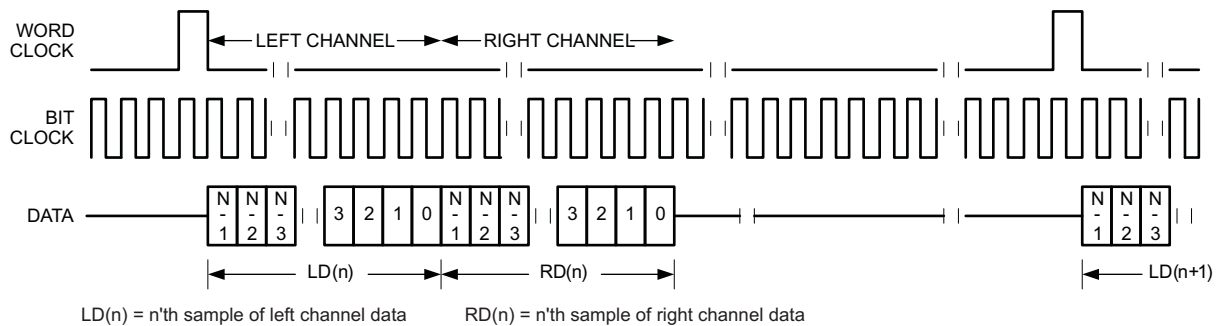 WORD
CLOCK
LEFT CHANNEL
RIGHT CHANNEL
BIT
CLOCK
DATA
N-1
N-2
N-3
3
2
1
0
N-1
N-2
N-3
3
2
1
0
N-1
N-2
N-3
LD(n)
RD(n)
LD(n+1)
LD(n) = n'th sample of left channel data
RD(n) = n'th sample of right channel data